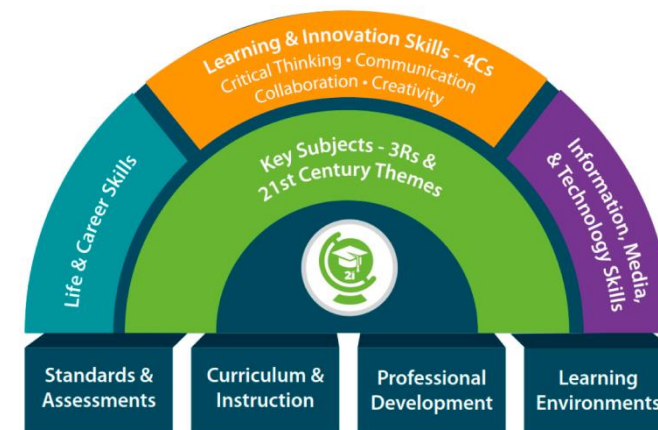 Learning & Innovation Skills - 4Cs
Critical Thinking • Communication
Collaboration • Creativity
Life & Career Skills
Key Subjects - 3Rs &
21st Century Themes
Information, Media,
& Technology Skills
21
Standards &
Assessments
Curriculum &
Instruction
Professional
Development
Learning
Environments